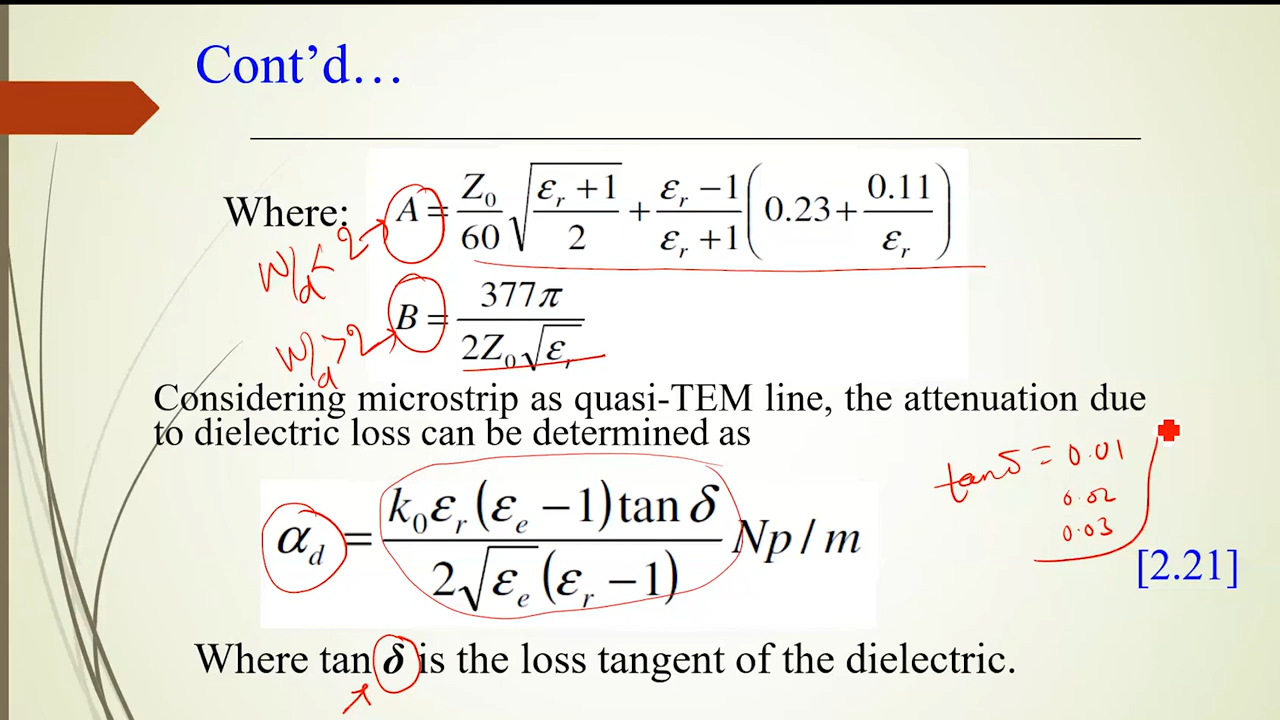 Cont’d…
Where: A = Z₀/60 √((εᵣ + 1)/2) + (εᵣ − 1)/(εᵣ + 1) (0.23 + 0.11/εᵣ)
W/d < 2
B = 377π / (2Z₀√εᵣ)
W/d > 2
Considering microstrip as quasi-TEM line, the attenuation due
to dielectric loss can be determined as
tanδ = 0.01
0.02
0.03
α_d = k₀εᵣ(εₑ − 1)tan δ / (2√εₑ(εᵣ − 1)) Np / m
[2.21]
Where tan δ is the loss tangent of the dielectric.